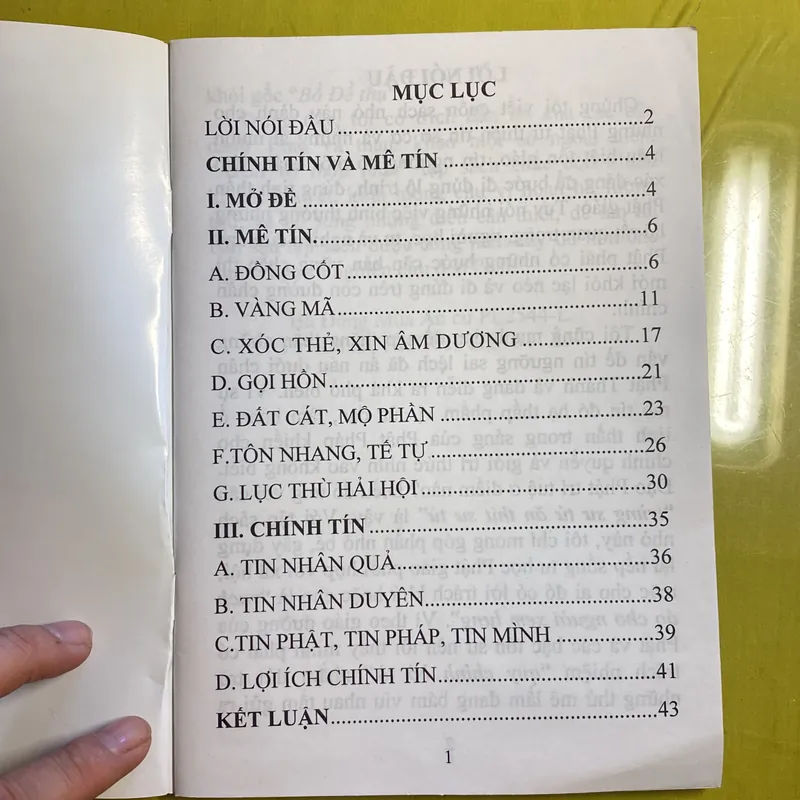 MỤC LỤC
LỜI NÓI ĐẦU ........ 2
CHÍNH TÍN VÀ MÊ TÍN ........ 4
I. MỞ ĐỀ ........ 4
II. MÊ TÍN. ........ 6
A. ĐỒNG CỐT ........ 6
B. VÀNG MÃ ........ 11
C. XÓC THẺ, XIN ÂM DƯƠNG ........ 17
D. GỌI HỒN ........ 21
E. ĐẤT CÁT, MỘ PHẦN ........ 23
F.TÔN NHANG, TẾ TỰ ........ 26
G. LỤC THÙ HẢI HỘI ........ 30
III. CHÍNH TÍN ........ 35
A. TIN NHÂN QUẢ ........ 36
B. TIN NHÂN DUYÊN ........ 38
C.TIN PHẬT, TIN PHÁP, TIN MÌNH ........ 39
D. LỢI ÍCH CHÍNH TÍN ........ 41
KẾT LUẬN ........ 43
1